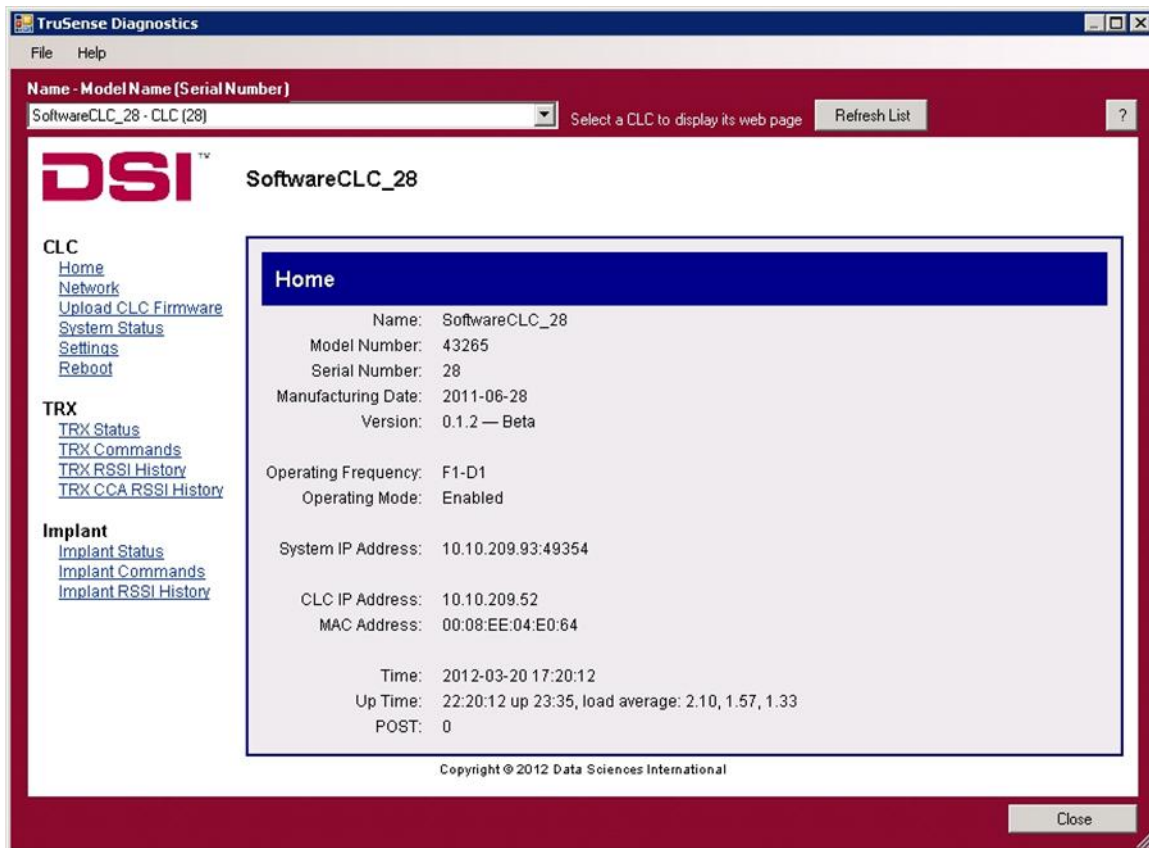 TruSense Diagnostics
File Help
Name - Model Name (Serial Number)
SoftwareCLC_28 - CLC (28) Select a CLC to display its web page Refresh List ?
DSI™
SoftwareCLC_28
CLC
Home
Network
Upload CLC Firmware
System Status
Settings
Reboot
TRX
TRX Status
TRX Commands
TRX RSSI History
TRX CCA RSSI History
Implant
Implant Status
Implant Commands
Implant RSSI History
Home
Name: SoftwareCLC_28
Model Number: 43265
Serial Number: 28
Manufacturing Date: 2011-06-28
Version: 0.1.2 — Beta
Operating Frequency: F1-D1
Operating Mode: Enabled
System IP Address: 10.10.209.93:49354
CLC IP Address: 10.10.209.52
MAC Address: 00:08:EE:04:E0:64
Time: 2012-03-20 17:20:12
Up Time: 22:20:12 up 23:35, load average: 2.10, 1.57, 1.33
POST: 0
Copyright © 2012 Data Sciences International
Close